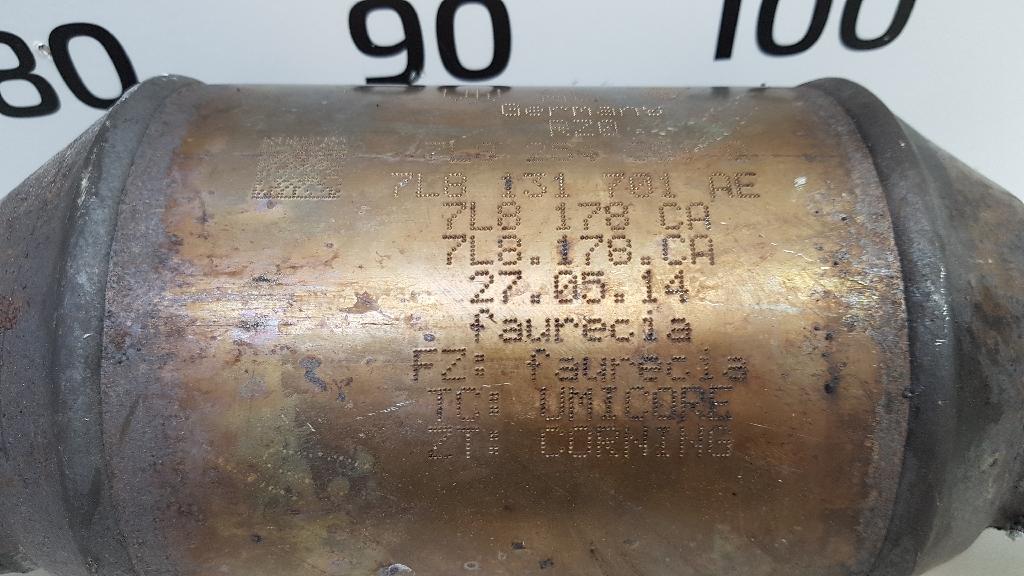 80 90 100
Germany
7L8 131 701 AE
7L8 178 CA
7L8.178.CA
27.05.14
faurecia
FZ: faurecia
TC: UMICORE
ZT: CORNING